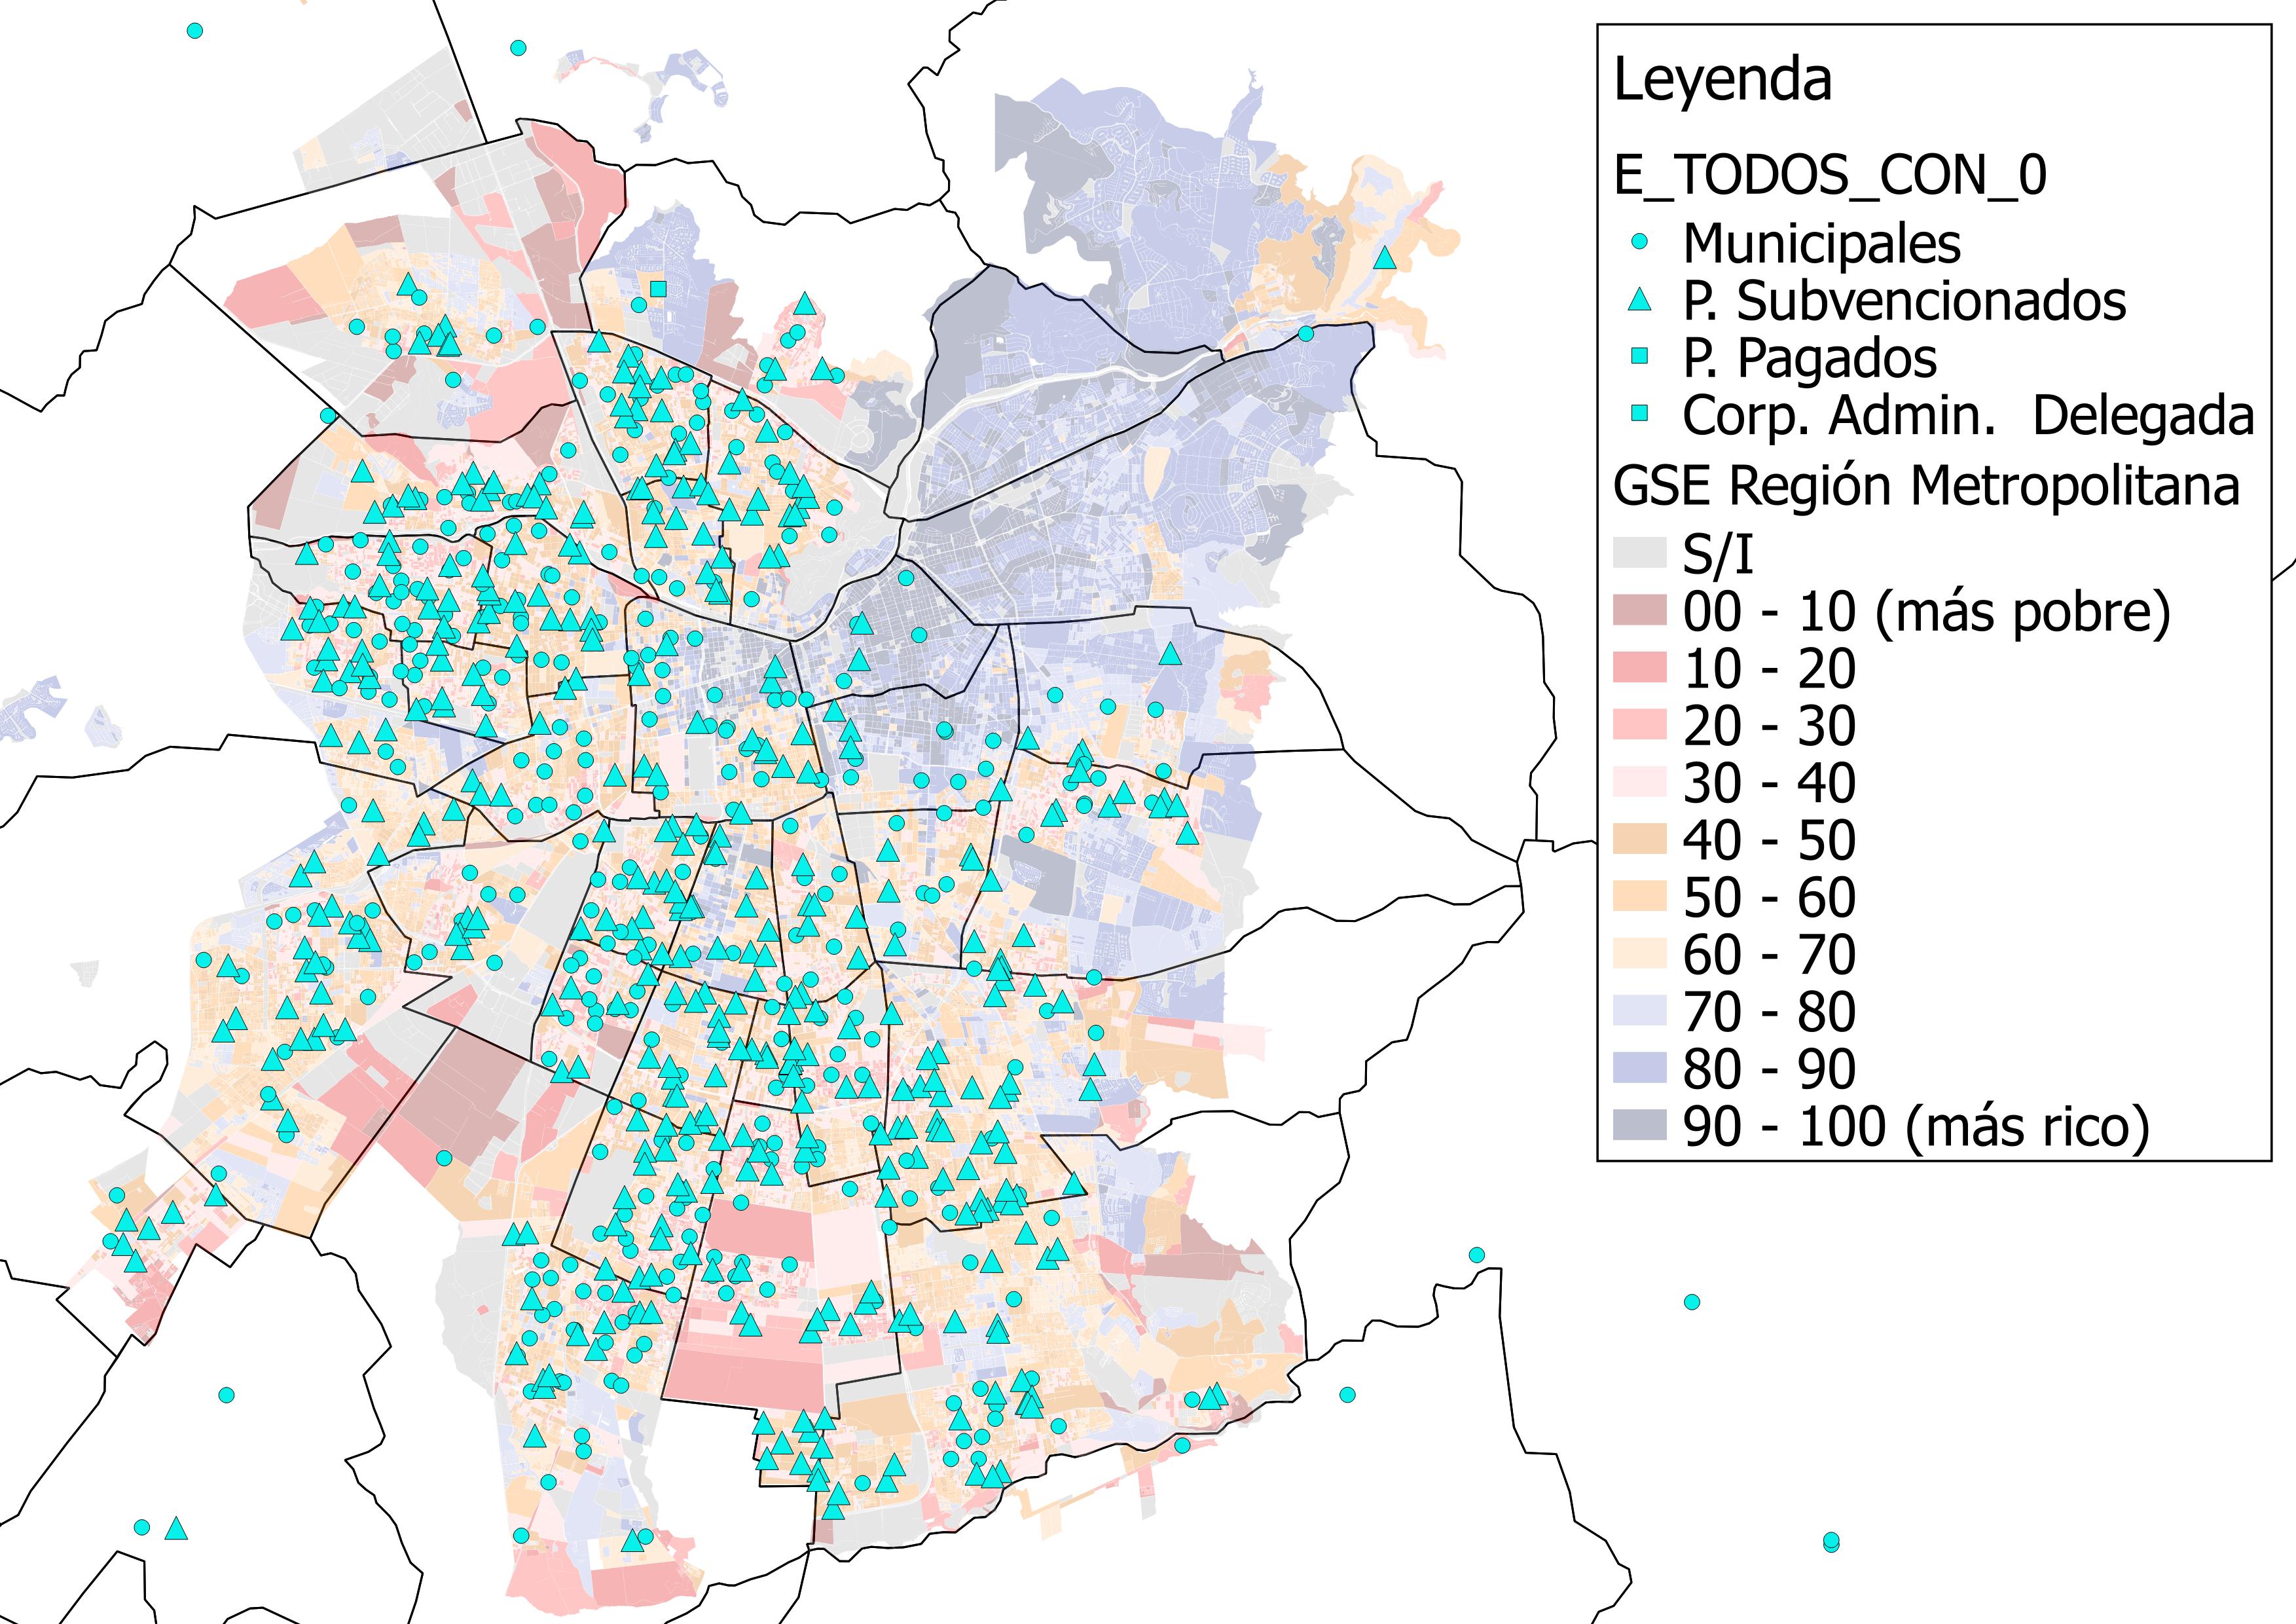 Leyenda
E_TODOS_CON_0
Municipales
P. Subvencionados
P. Pagados
Corp. Admin.  Delegada
GSE Región Metropolitana
S/I
00 - 10 (más pobre)
10 - 20
20 - 30
30 - 40
40 - 50
50 - 60
60 - 70
70 - 80
80 - 90
90 - 100 (más rico)